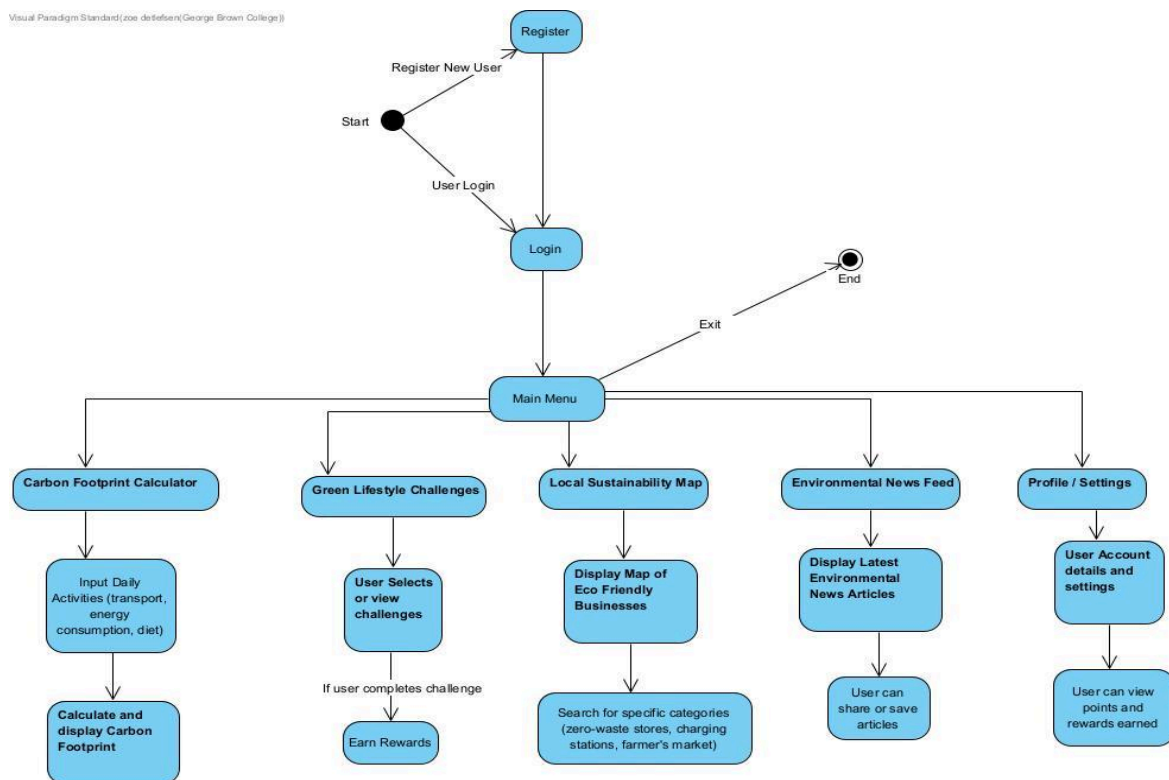 Visual Paradigm Standard(zoe detlefsen(George Brown College))
Register
Register New User
Start
User Login
Login
End
Exit
Main Menu
Carbon Footprint Calculator
Green Lifestyle Challenges
Local Sustainability Map
Environmental News Feed
Profile / Settings
Input Daily
Activities (transport,
energy
consumption, diet)
User Selects
or view
challenges
Display Map of
Eco Friendly
Businesses
Display Latest
Environmental
News Articles
User Account
details and
settings
If user completes challenge
Calculate and
display Carbon
Footprint
Earn Rewards
Search for specific categories
(zero-waste stores, charging
stations, farmer's market)
User can
share or save
articles
User can view
points and
rewards earned